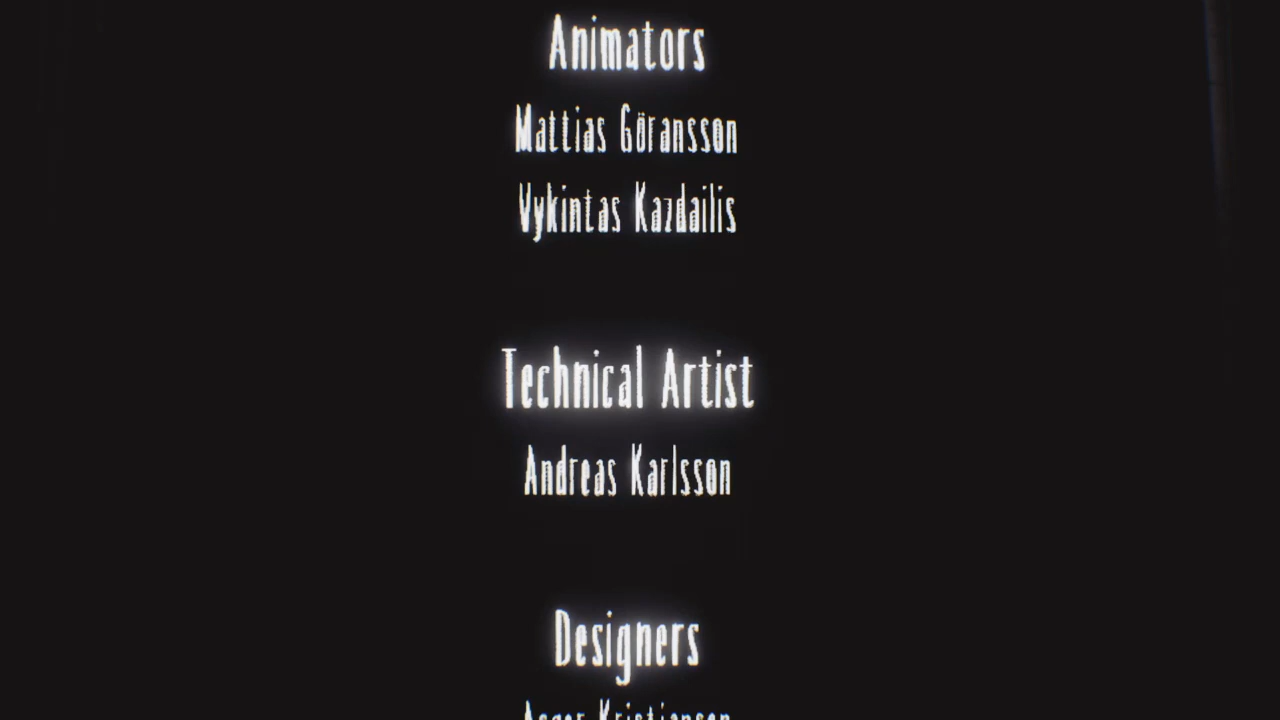 Animators
Mattias Göransson
Vykintas Kazdailis
Technical Artist
Andreas Karlsson
Designers